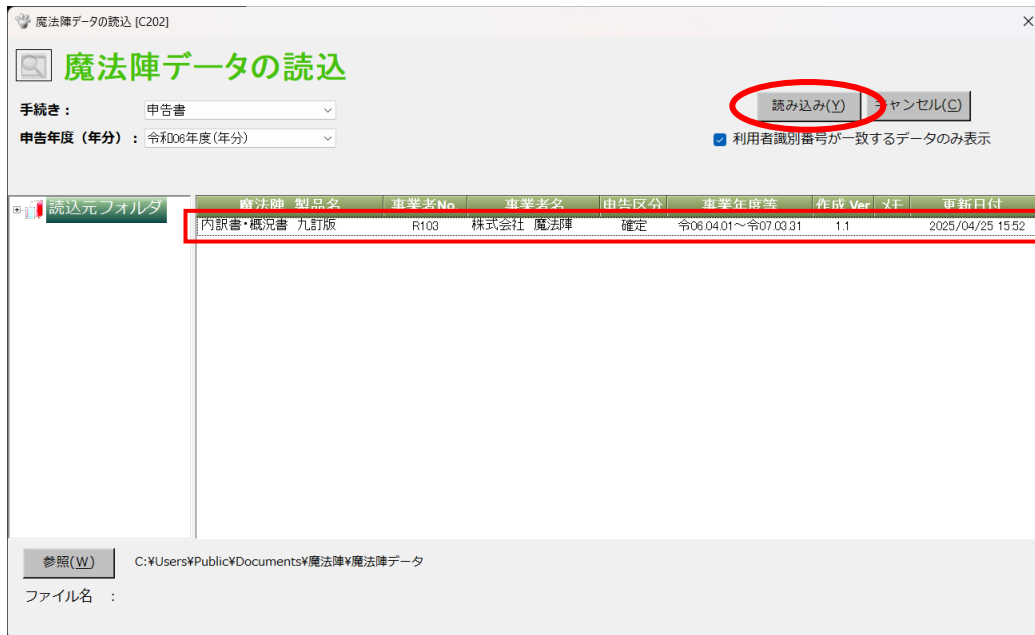 魔法陣データの読込 [C202]
魔法陣データの読込
手続き： 申告書
読み込み(Y) キャンセル(C)
申告年度（年分）： 令和06年度(年分)
利用者識別番号が一致するデータのみ表示
読込元フォルダ
魔法陣 製品名 事業者No. 事業者名 申告区分 事業年度等 作成 Ver メモ 更新日付
内訳書・概況書 九訂版 R103 株式会社 魔法陣 確定 令06.04.01～令07.03.31 1.1 2025/04/25 15:52
参照(W) C:¥Users¥Public¥Documents¥魔法陣¥魔法陣データ
ファイル名 ：